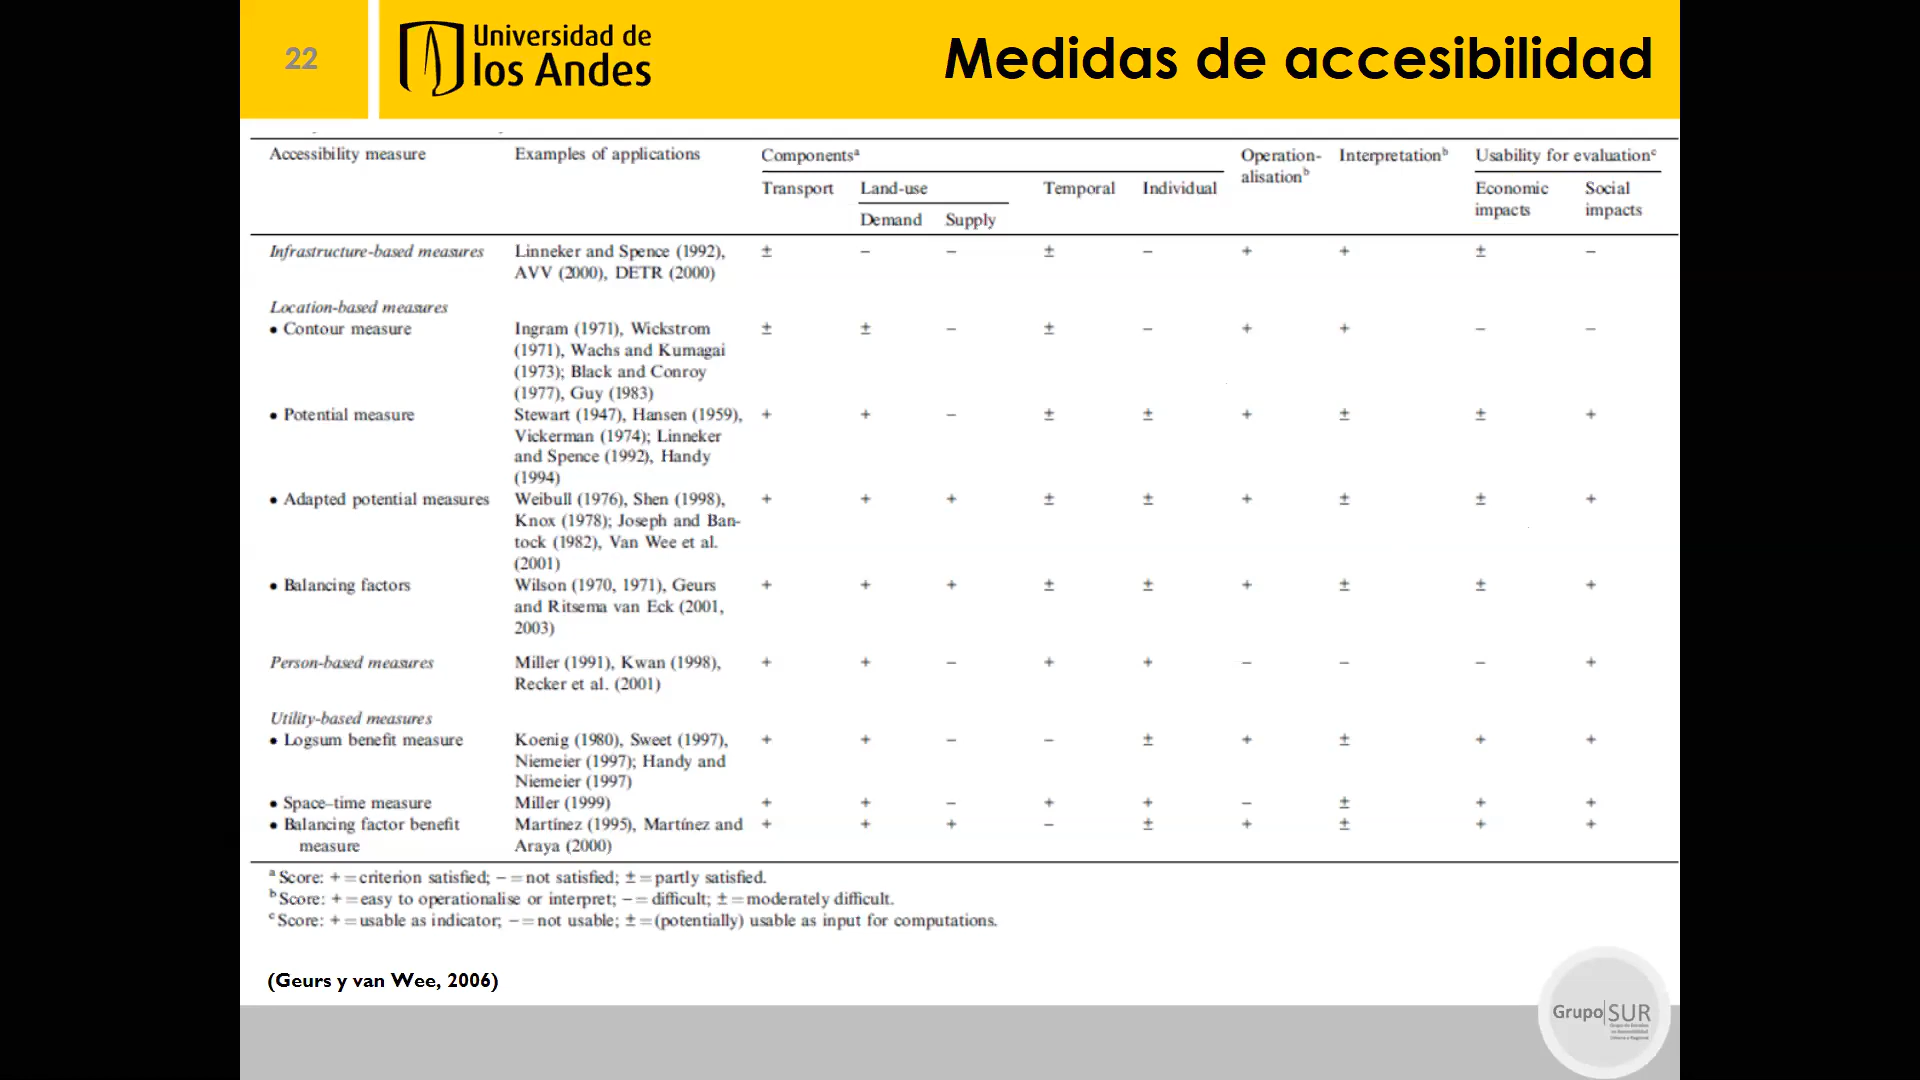 22
Universidad de
los Andes
Medidas de accesibilidad
Accessibility measure Examples of applications Componentsᵃ Operation- Interpretationᵇ Usability for evaluationᶜ
alisationᵇ
Transport Land-use Temporal Individual Economic Social
impacts impacts
Demand Supply
Infrastructure-based measures Linneker and Spence (1992), ± − − ± − + + ± −
AVV (2000), DETR (2000)
Location-based measures
• Contour measure Ingram (1971), Wickstrom ± ± − ± − + + − −
(1971), Wachs and Kumagai
(1973); Black and Conroy
(1977), Guy (1983)
• Potential measure Stewart (1947), Hansen (1959), + + − ± ± + ± ± +
Vickerman (1974); Linneker
and Spence (1992), Handy
(1994)
• Adapted potential measures Weibull (1976), Shen (1998), + + + ± ± + ± ± +
Knox (1978); Joseph and Ban-
tock (1982), Van Wee et al.
(2001)
• Balancing factors Wilson (1970, 1971), Geurs + + + ± ± + ± ± +
and Ritsema van Eck (2001,
2003)
Person-based measures Miller (1991), Kwan (1998), + + − + + − − − +
Recker et al. (2001)
Utility-based measures
• Logsum benefit measure Koenig (1980), Sweet (1997), + + − − ± + ± + +
Niemeier (1997); Handy and
Niemeier (1997)
• Space–time measure Miller (1999) + + − + + − ± + +
• Balancing factor benefit Martínez (1995), Martínez and + + + − ± + ± + +
measure Araya (2000)
ᵃ Score: + = criterion satisfied; − = not satisfied; ± = partly satisfied.
ᵇ Score: + = easy to operationalise or interpret; − = difficult; ± = moderately difficult.
ᶜ Score: + = usable as indicator; − = not usable; ± = (potentially) usable as input for computations.
(Geurs y van Wee, 2006)
Grupo|SUR